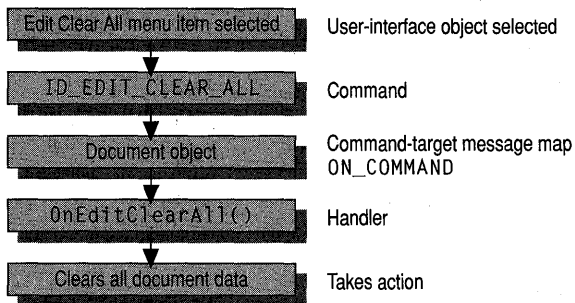 Edit Clear All menu item selected
User-interface object selected
ID_EDIT_CLEAR_ALL
Command
Document object
Command-target message map
ON_COMMAND
OnEditClearAll()
Handler
Clears all document data
Takes action